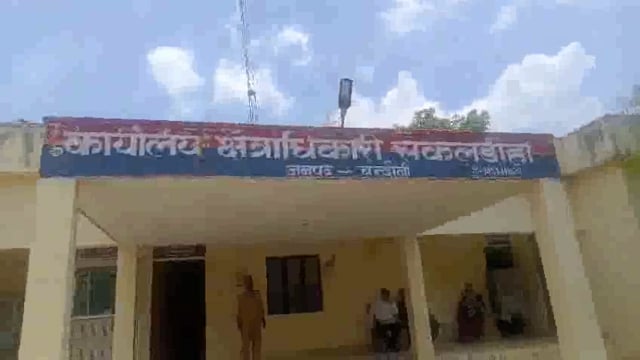 कार्यालय क्षेत्राधिकारी सकलडीहा
जनपद - चन्दौली